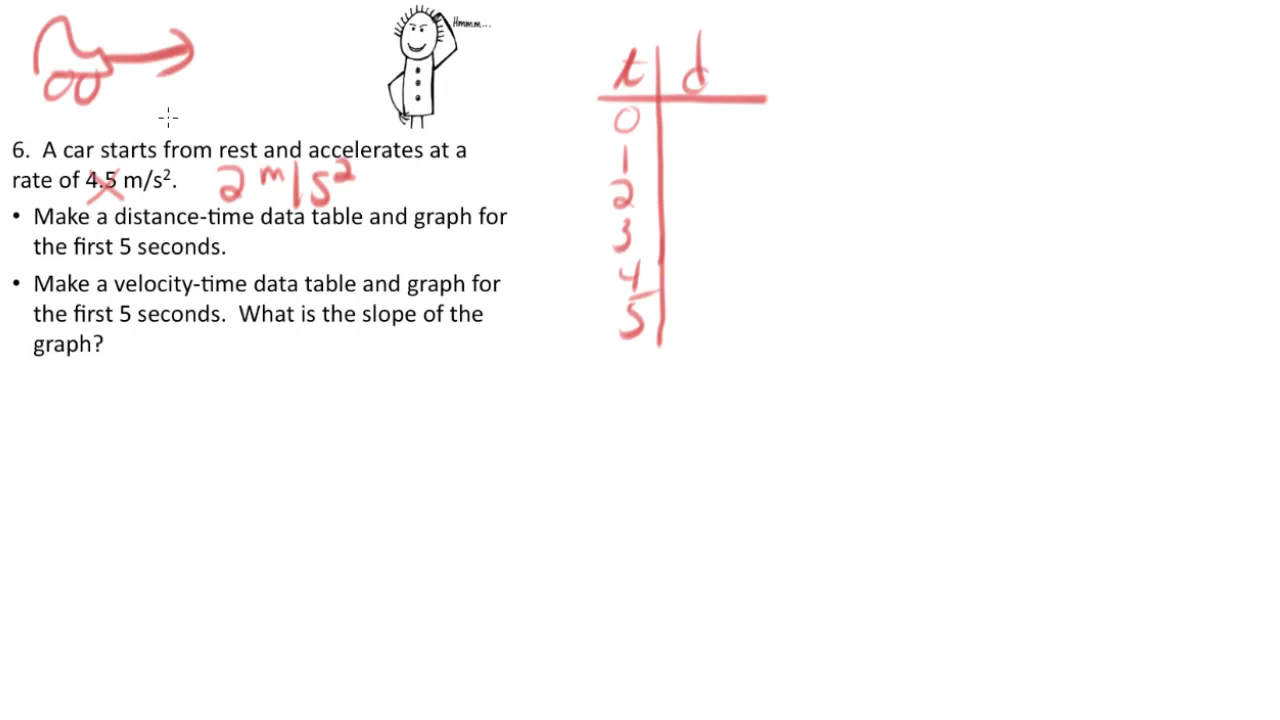 Hmmm...
6. A car starts from rest and accelerates at a
rate of 4.5 m/s². 2 m/s²
• Make a distance-time data table and graph for
the first 5 seconds.
• Make a velocity-time data table and graph for
the first 5 seconds. What is the slope of the
graph?
t d
0
1
2
3
4
5